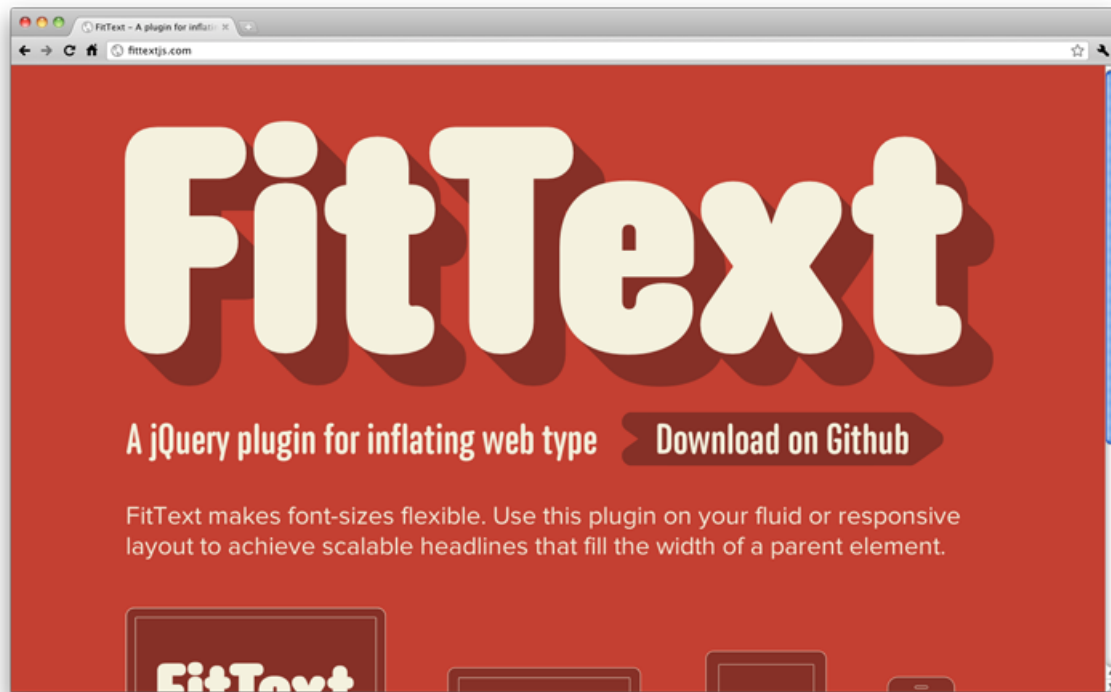 FitText - A plugin for inflati
fittextjs.com
FitText
A jQuery plugin for inflating web type
Download on Github
FitText makes font-sizes flexible. Use this plugin on your fluid or responsive
layout to achieve scalable headlines that fill the width of a parent element.
FitText